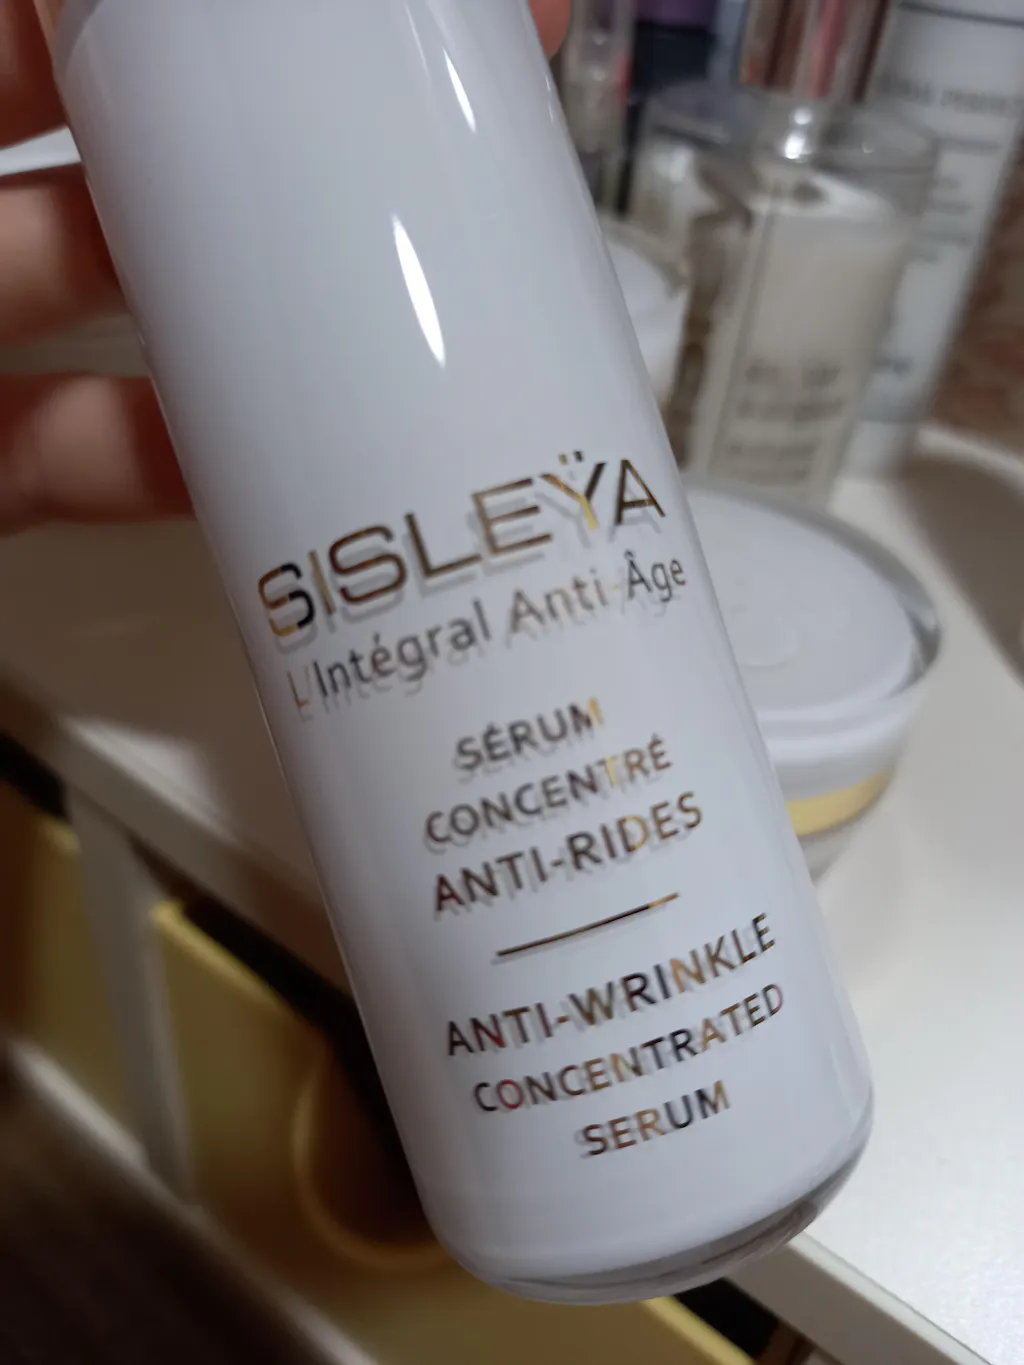 SISLEŸA
L'Intégral Anti-Âge
SÉRUM
CONCENTRÉ
ANTI-RIDES
ANTI-WRINKLE
CONCENTRATED
SERUM